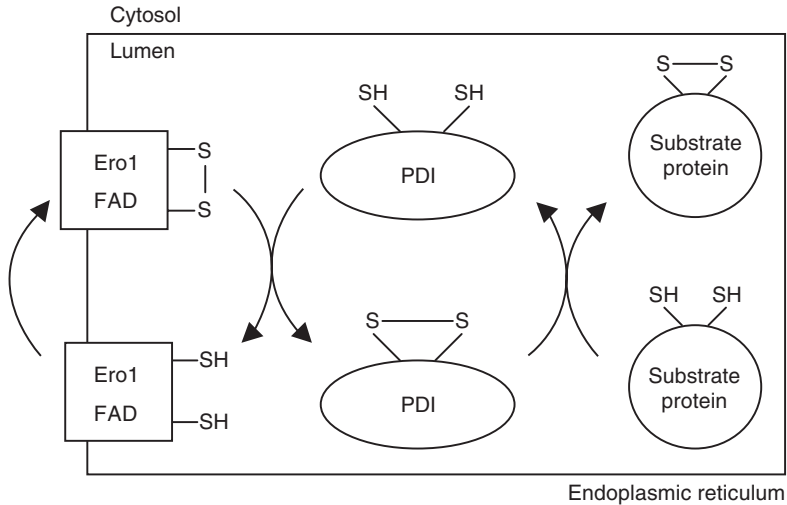 Cytosol
Lumen
S S
SH SH
S
Ero1
FAD
S
PDI
Substrate
protein
SH SH
S S
SH
Ero1
FAD
SH
PDI
Substrate
protein
Endoplasmic reticulum